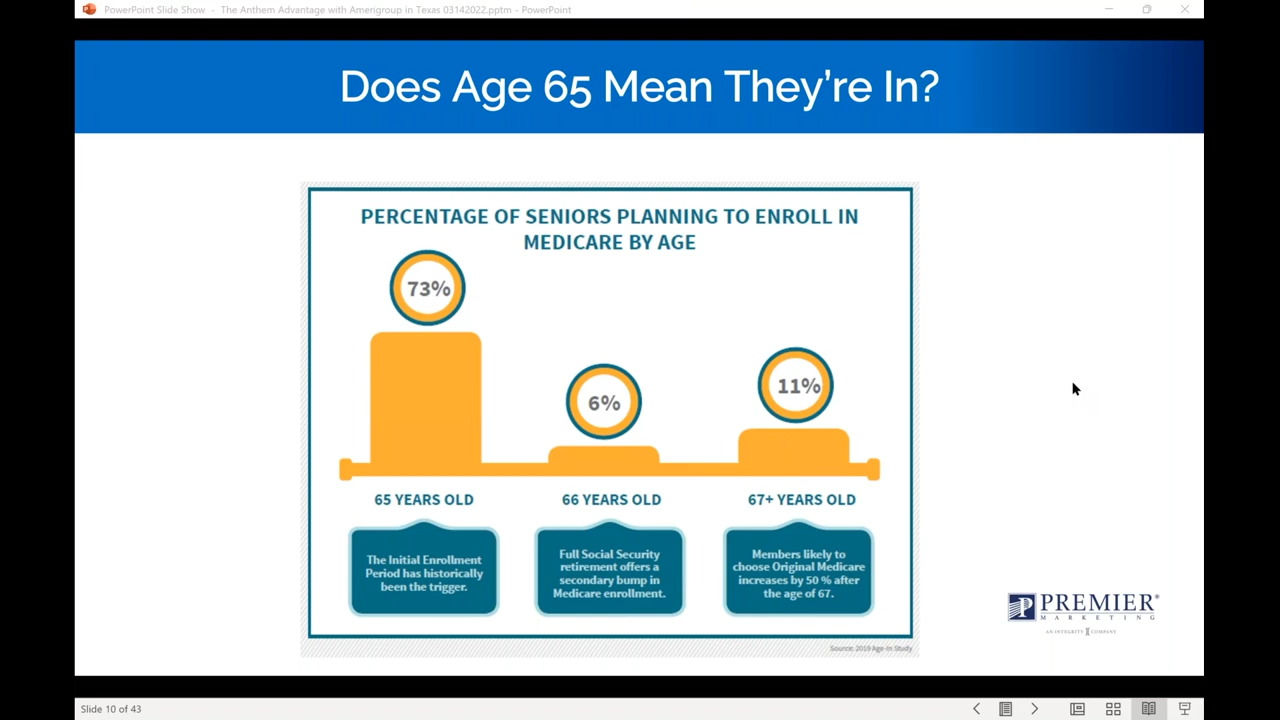 PowerPoint Slide Show - The Anthem Advantage with Amerigroup in Texas 03142022.pptm - PowerPoint
Does Age 65 Mean They're In?
PERCENTAGE OF SENIORS PLANNING TO ENROLL IN
MEDICARE BY AGE
73%
6%
11%
65 YEARS OLD
66 YEARS OLD
67+ YEARS OLD
The Initial Enrollment
Period has historically
been the trigger.
Full Social Security
retirement offers a
secondary bump in
Medicare enrollment.
Members likely to
choose Original Medicare
increases by 50 % after
the age of 67.
Source: 2019 Age-In Study
P PREMIER®
MARKETING
AN INTEGRITY COMPANY
Slide 10 of 43